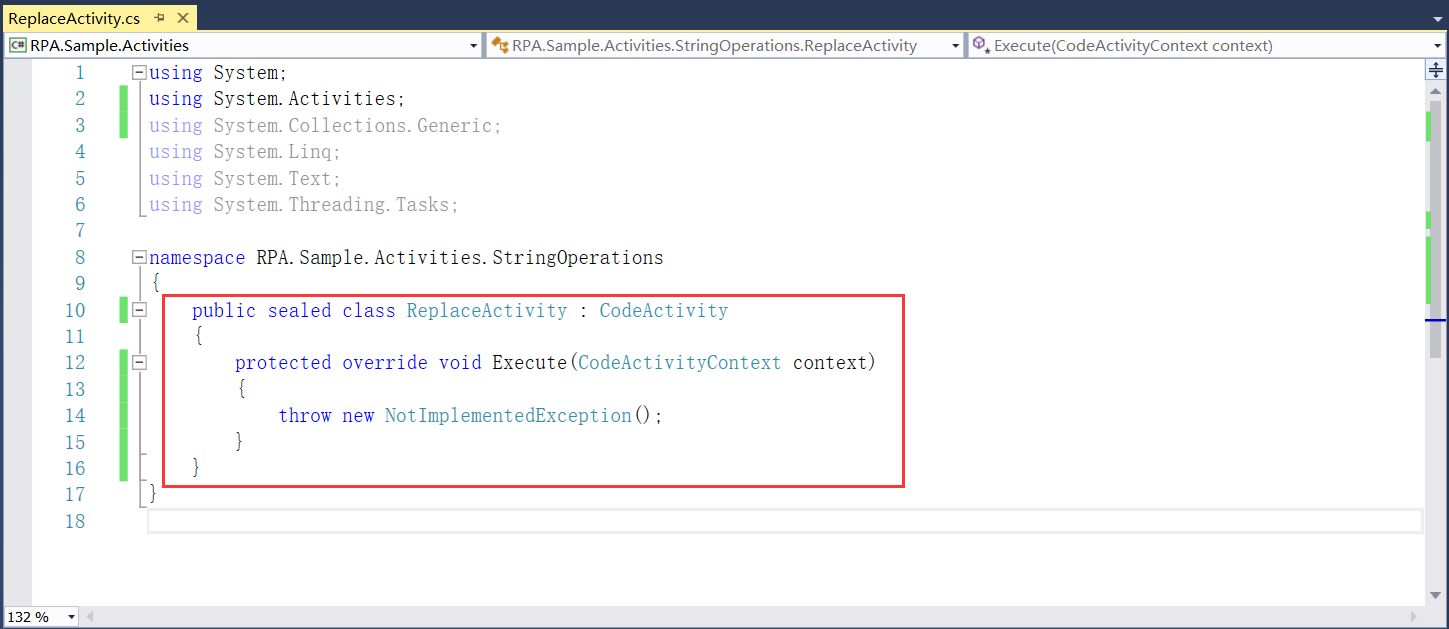 ReplaceActivity.cs
C# RPA.Sample.Activities RPA.Sample.Activities.StringOperations.ReplaceActivity Execute(CodeActivityContext context)
1 using System;
2 using System.Activities;
3 using System.Collections.Generic;
4 using System.Linq;
5 using System.Text;
6 using System.Threading.Tasks;
7
8 namespace RPA.Sample.Activities.StringOperations
9 {
10 public sealed class ReplaceActivity : CodeActivity
11 {
12 protected override void Execute(CodeActivityContext context)
13 {
14 throw new NotImplementedException();
15 }
16 }
17 }
18
132 %